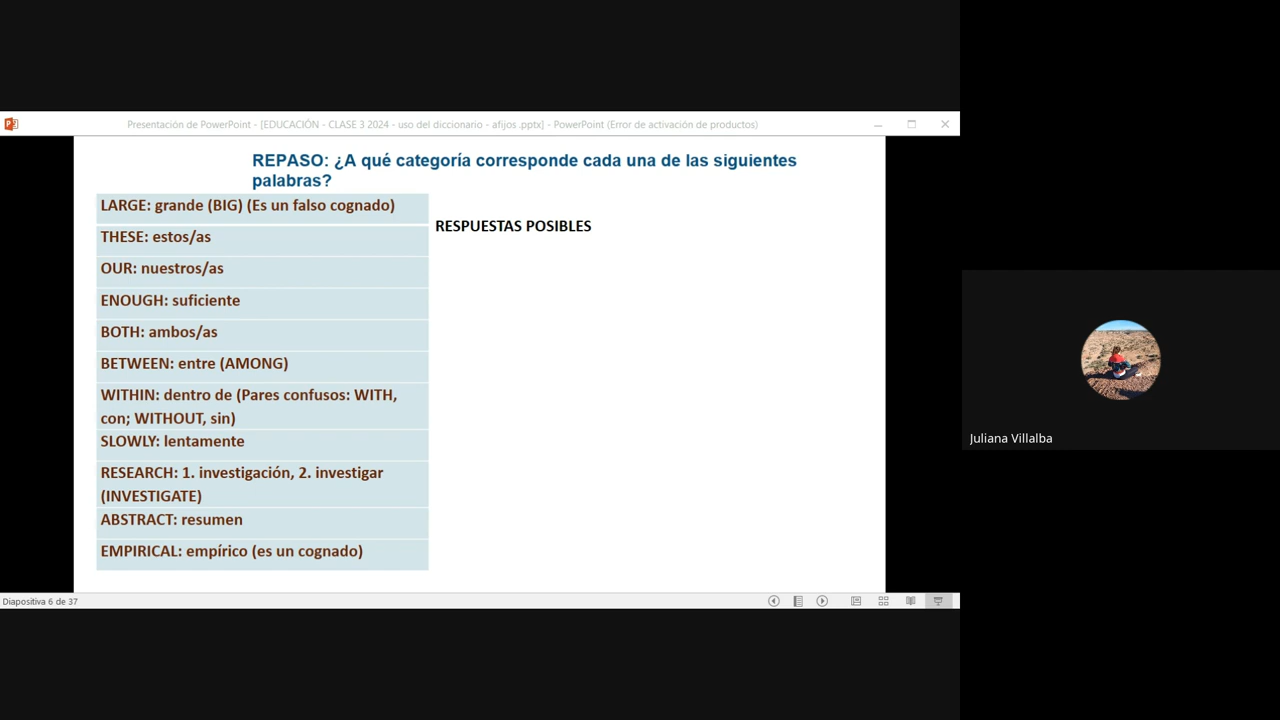 Presentación de PowerPoint - [EDUCACIÓN - CLASE 3 2024 - uso del diccionario - afijos .pptx] - PowerPoint (Error de activación de productos)
REPASO: ¿A qué categoría corresponde cada una de las siguientes
palabras?
LARGE: grande (BIG) (Es un falso cognado)
RESPUESTAS POSIBLES
THESE: estos/as
OUR: nuestros/as
ENOUGH: suficiente
BOTH: ambos/as
BETWEEN: entre (AMONG)
WITHIN: dentro de (Pares confusos: WITH,
con; WITHOUT, sin)
SLOWLY: lentamente
RESEARCH: 1. investigación, 2. investigar
(INVESTIGATE)
ABSTRACT: resumen
EMPIRICAL: empírico (es un cognado)
Diapositiva 6 de 37
Juliana Villalba